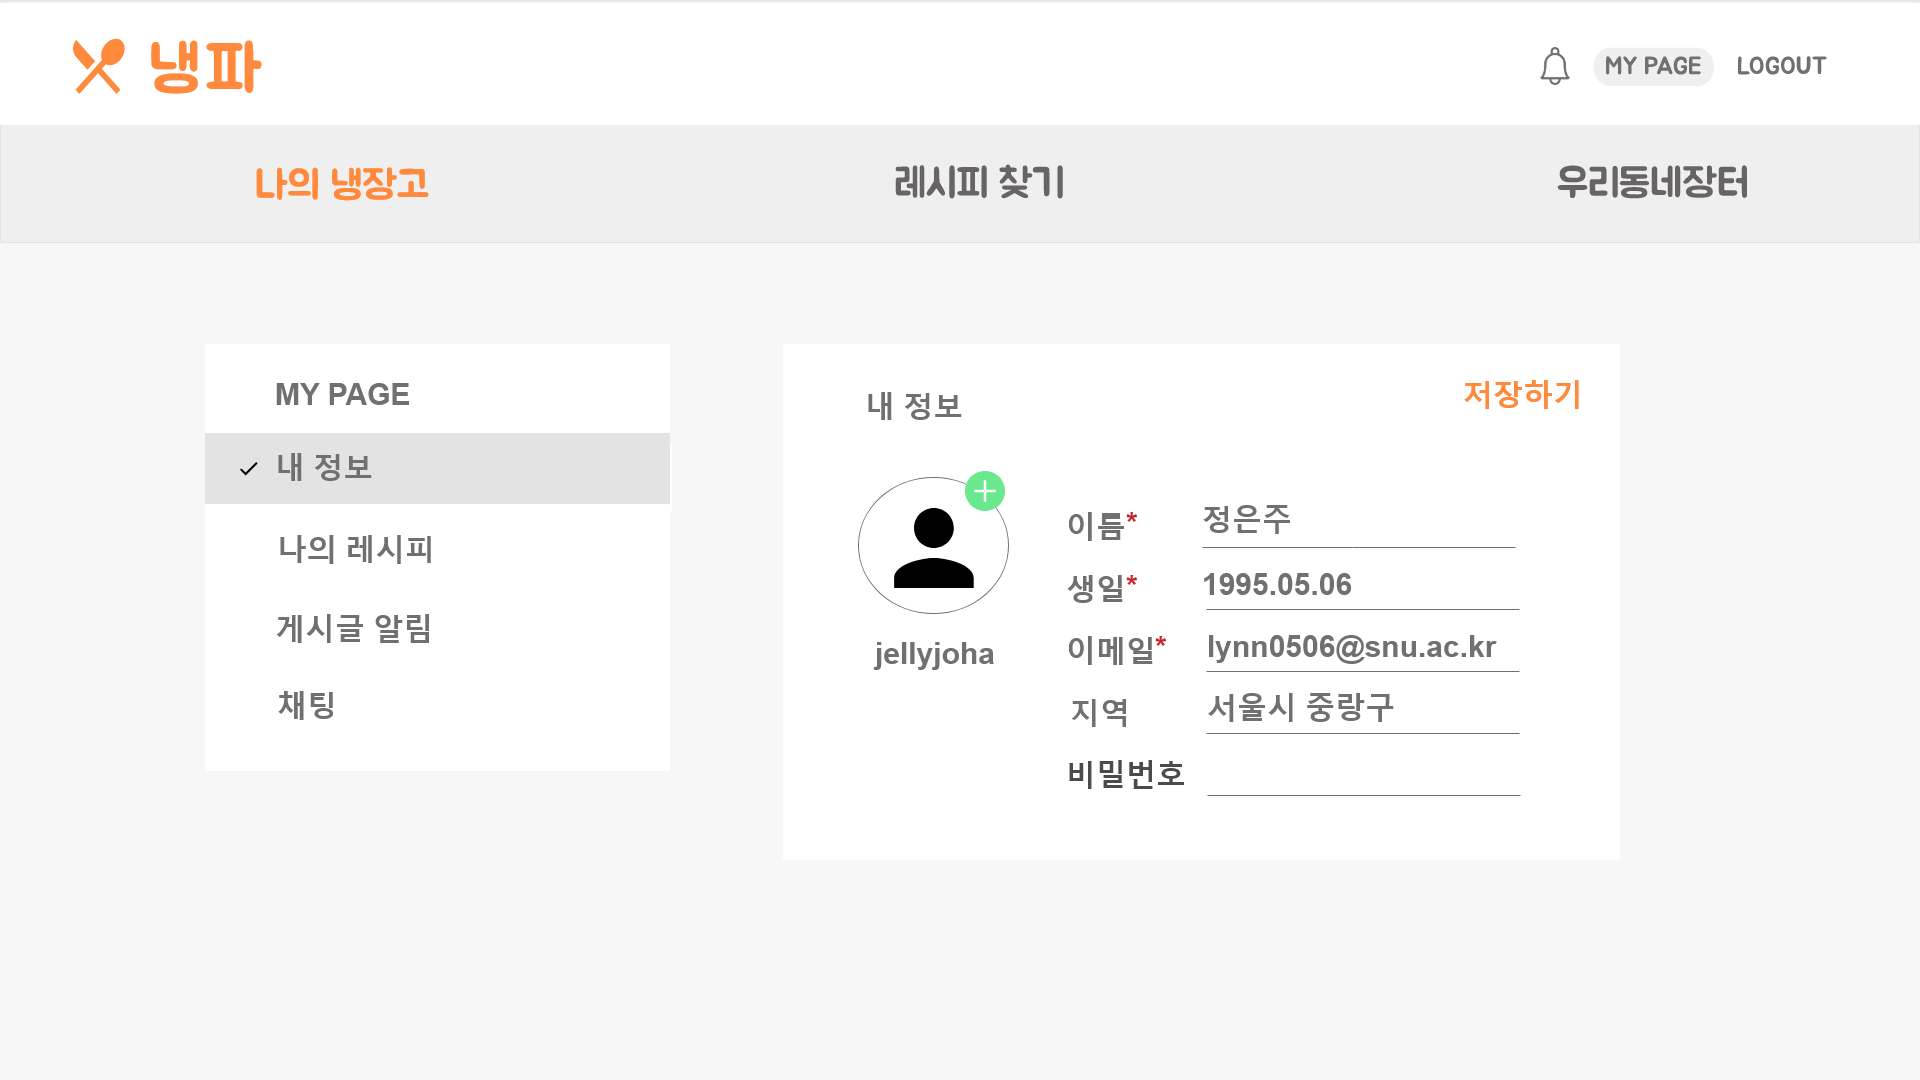 냉파
MY PAGE
LOGOUT
나의 냉장고
레시피 찾기
우리동네장터
MY PAGE
내 정보
나의 레시피
게시글 알림
채팅
내 정보
저장하기
jellyjoha
이름* 정은주
생일* 1995.05.06
이메일* lynn0506@snu.ac.kr
지역 서울시 중랑구
비밀번호